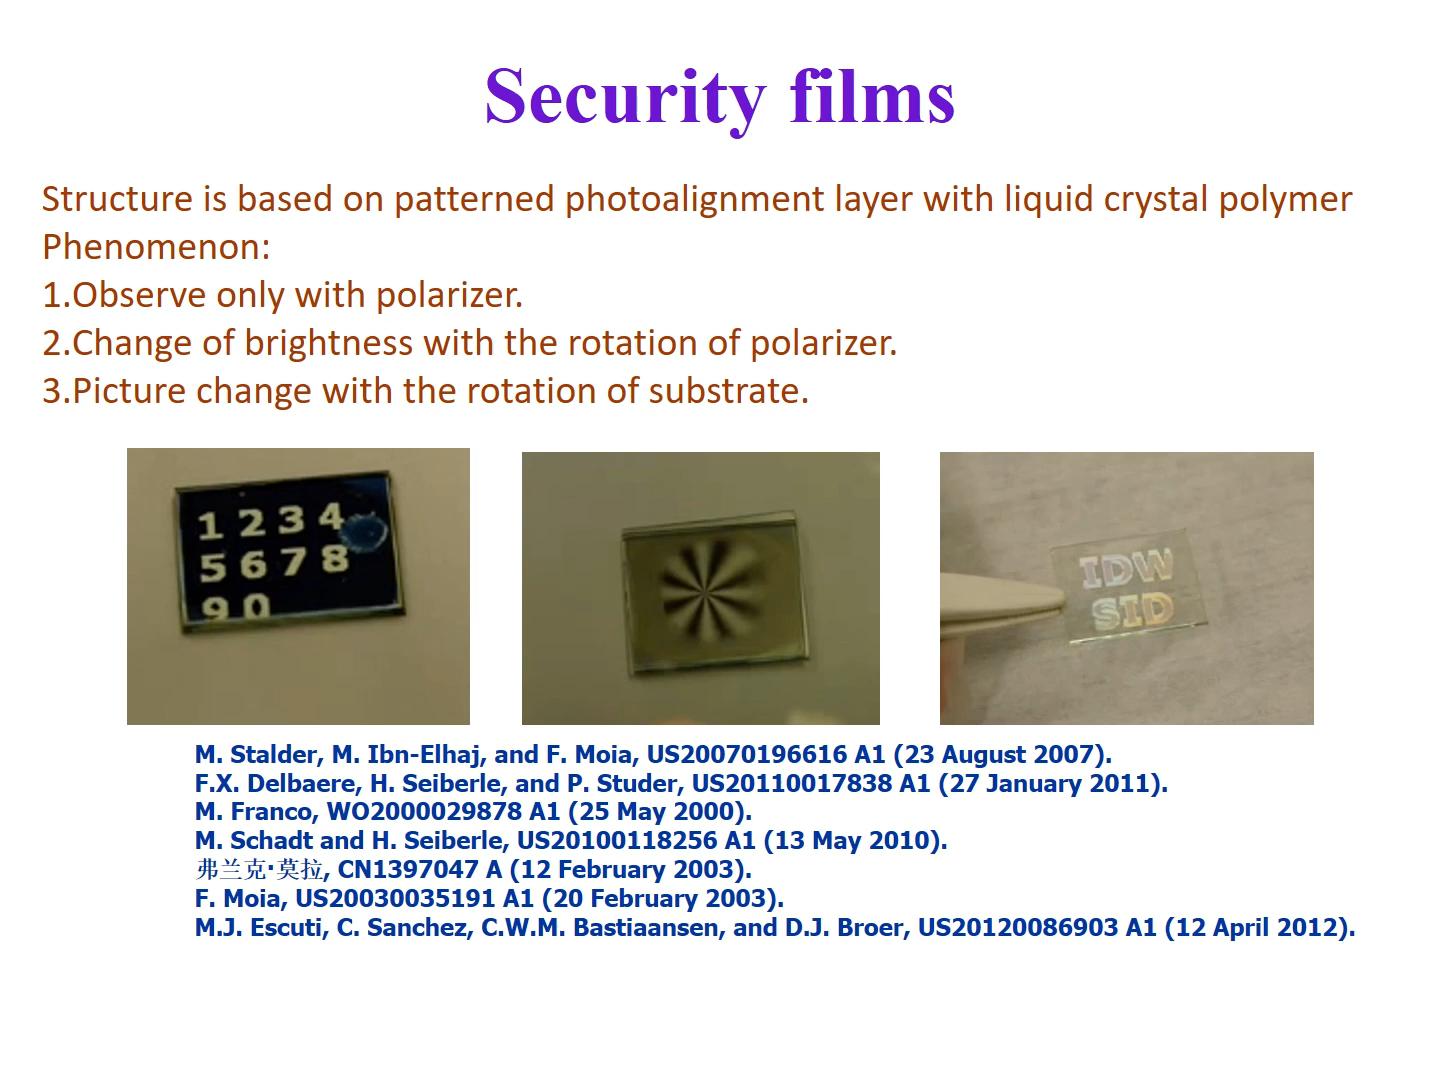 Security films
Structure is based on patterned photoalignment layer with liquid crystal polymer
Phenomenon:
1.Observe only with polarizer.
2.Change of brightness with the rotation of polarizer.
3.Picture change with the rotation of substrate.
1 2 3 4
5 6 7 8
9 0
IDW
SID
M. Stalder, M. Ibn-Elhaj, and F. Moia, US20070196616 A1 (23 August 2007).
F.X. Delbaere, H. Seiberle, and P. Studer, US20110017838 A1 (27 January 2011).
M. Franco, WO2000029878 A1 (25 May 2000).
M. Schadt and H. Seiberle, US20100118256 A1 (13 May 2010).
弗兰克·莫拉, CN1397047 A (12 February 2003).
F. Moia, US20030035191 A1 (20 February 2003).
M.J. Escuti, C. Sanchez, C.W.M. Bastiaansen, and D.J. Broer, US20120086903 A1 (12 April 2012).